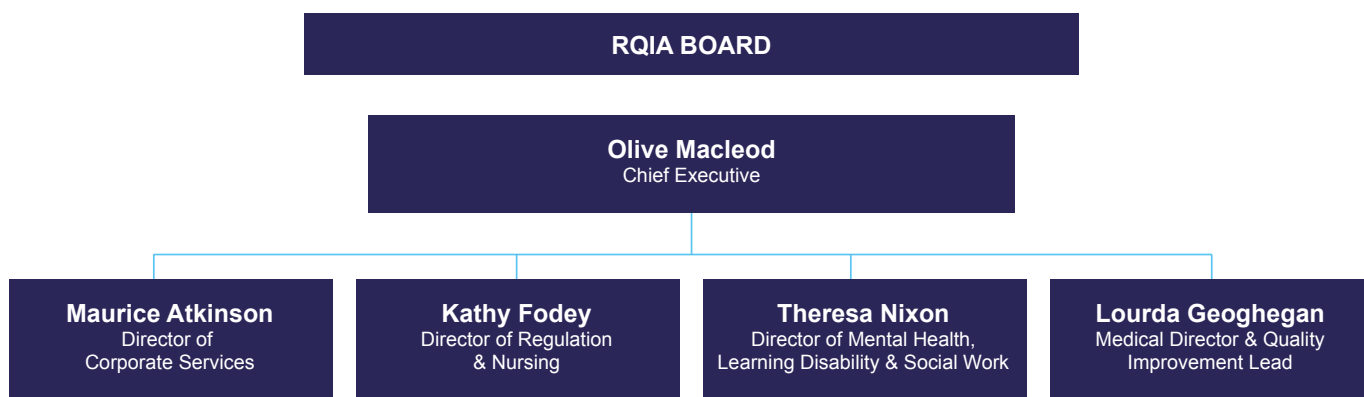 RQIA BOARD
Olive Macleod
Chief Executive
Maurice Atkinson
Director of
Corporate Services
Kathy Fodey
Director of Regulation
& Nursing
Theresa Nixon
Director of Mental Health,
Learning Disability & Social Work
Lourda Geoghegan
Medical Director & Quality
Improvement Lead